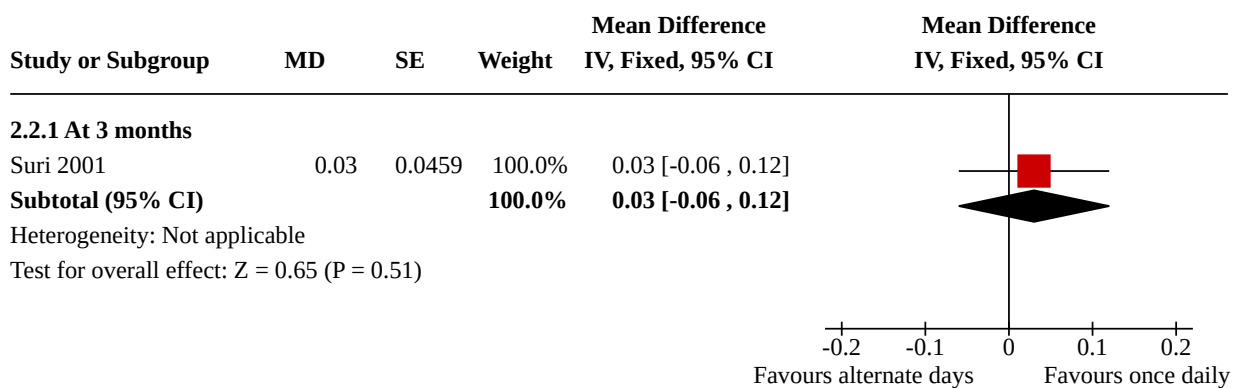 Mean Difference Mean Difference
Study or Subgroup MD SE Weight IV, Fixed, 95% CI IV, Fixed, 95% CI
2.2.1 At 3 months
Suri 2001 0.03 0.0459 100.0% 0.03 [-0.06 , 0.12]
Subtotal (95% CI) 100.0% 0.03 [-0.06 , 0.12]
Heterogeneity: Not applicable
Test for overall effect: Z = 0.65 (P = 0.51)
-0.2 -0.1 0 0.1 0.2
Favours alternate days Favours once daily